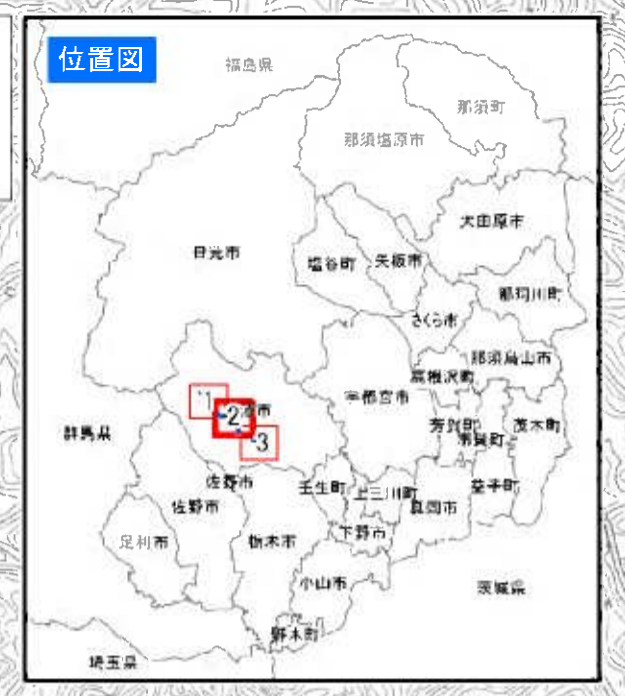 位置図
福島県
那須町
那須塩原市
大田原市
日光市
塩谷町
矢板市
那珂川町
さくら市
那須烏山市
高根沢町
宇都宮市
1
2
市
3
芳賀町
市貝町
茂木町
群馬県
佐野市
佐野市
壬生町
上三川町
真岡市
益子町
足利市
栃木市
下野市
小山市
茨城県
野木町
埼玉県